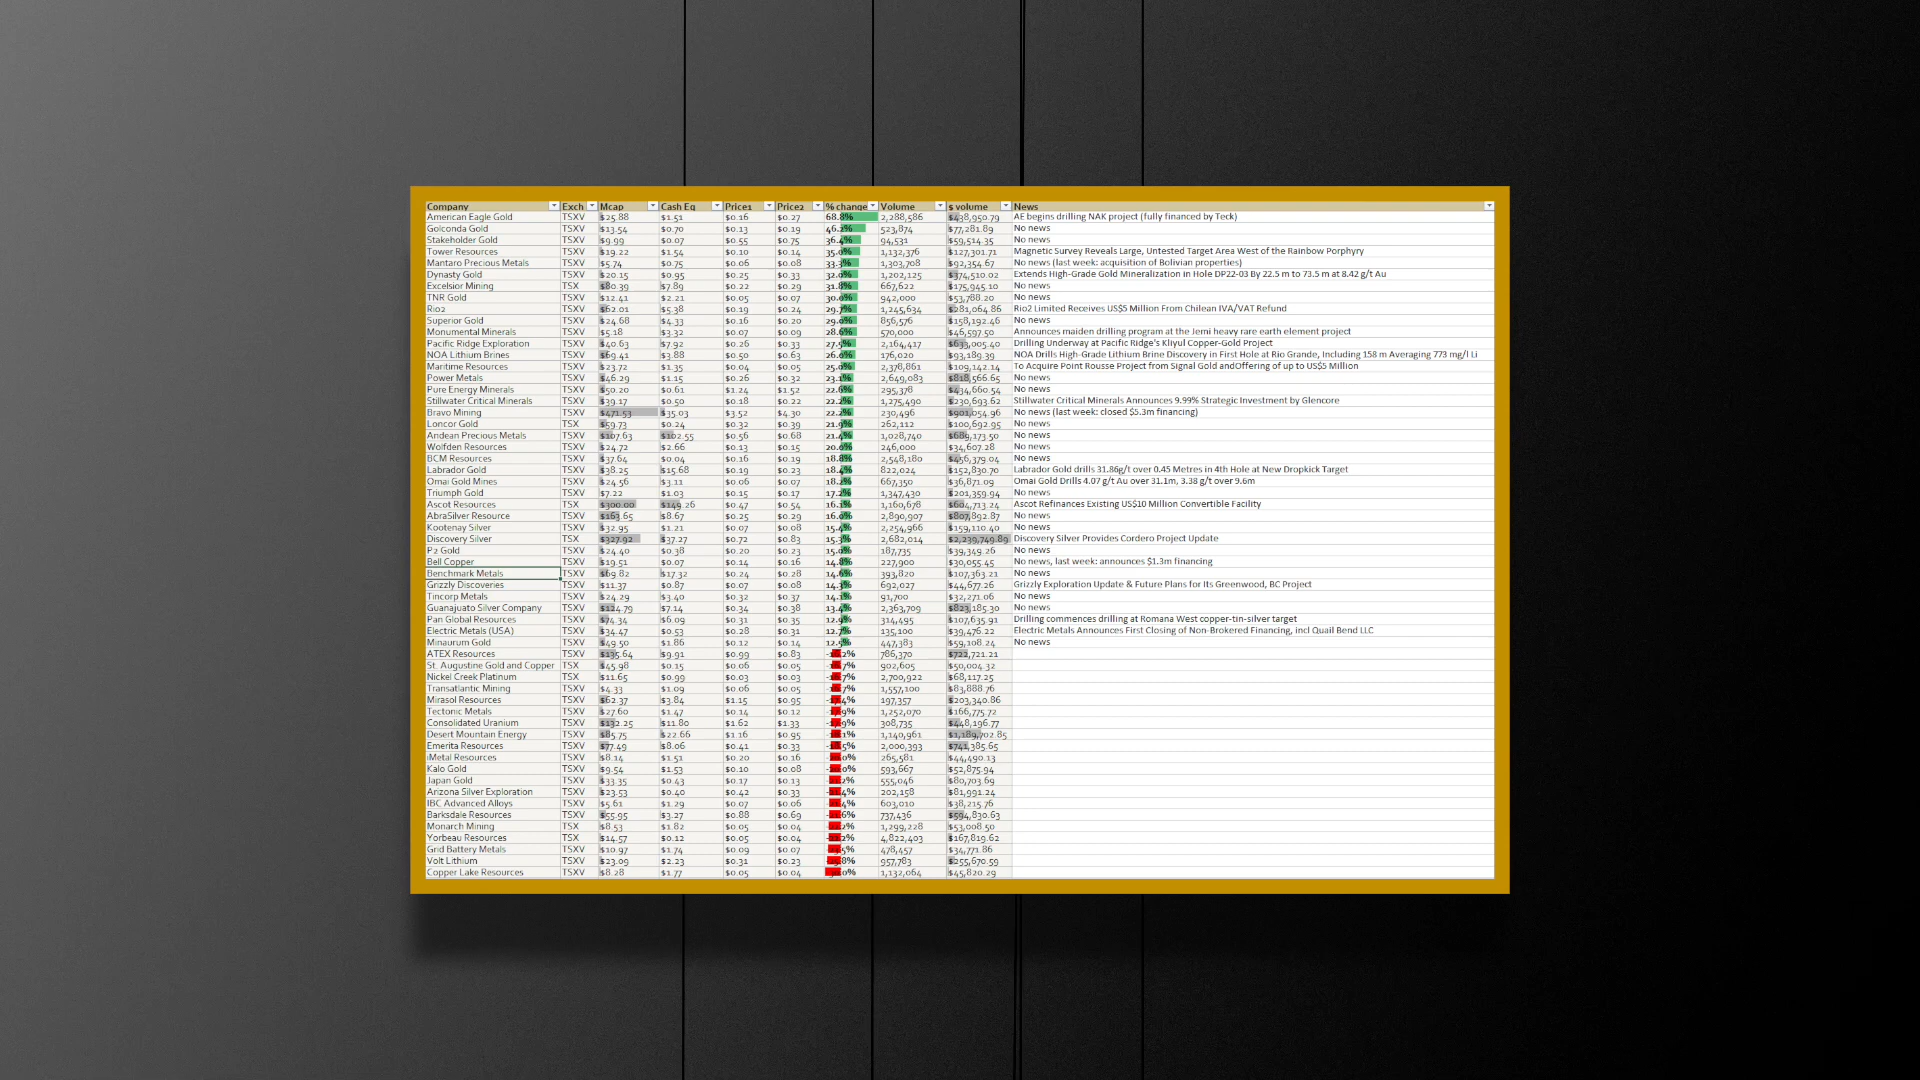 Company Exch Mcap Cash Eq Price1 Price2 % change Volume $ volume News
American Eagle Gold TSXV $25.88 $1.51 $0.16 $0.27 68.8% 2,288,586 $438,950.79 AE begins drilling NAK project (fully financed by Teck)
Golconda Gold TSXV $13.54 $0.70 $0.13 $0.19 46.2% 523,874 $77,281.89 No news
Stakeholder Gold TSXV $9.99 $0.07 $0.55 $0.75 36.4% 94,531 $59,514.35 No news
Tower Resources TSXV $19.22 $1.54 $0.10 $0.14 35.0% 1,132,376 $127,301.71 Magnetic Survey Reveals Large, Untested Target Area West of the Rainbow Porphyry
Mantaro Precious Metals TSXV $5.74 $0.75 $0.06 $0.08 33.3% 1,303,708 $92,354.67 No news (last week: acquisition of Bolivian properties)
Dynasty Gold TSXV $20.15 $0.95 $0.25 $0.33 32.0% 1,202,125 $374,510.02 Extends High-Grade Gold Mineralization in Hole DP22-03 By 22.5 m to 73.5 m at 8.42 g/t Au
Excelsior Mining TSX $80.39 $7.89 $0.22 $0.29 31.8% 667,622 $175,945.10 No news
TNR Gold TSXV $12.41 $2.21 $0.05 $0.07 30.0% 942,000 $53,788.20 No news
Rio2 TSXV $62.01 $5.38 $0.19 $0.24 29.7% 1,245,634 $281,064.86 Rio2 Limited Receives US$5 Million From Chilean IVA/VAT Refund
Superior Gold TSXV $24.68 $4.33 $0.16 $0.20 29.0% 856,576 $158,192.46 No news
Monumental Minerals TSXV $5.18 $3.32 $0.07 $0.09 28.6% 570,000 $46,597.50 Announces maiden drilling program at the Jemi heavy rare earth element project
Pacific Ridge Exploration TSXV $40.63 $7.92 $0.26 $0.33 27.5% 2,164,417 $633,005.40 Drilling Underway at Pacific Ridge's Kliyul Copper-Gold Project
NOA Lithium Brines TSXV $69.41 $3.88 $0.50 $0.63 26.0% 176,020 $93,189.39 NOA Drills High-Grade Lithium Brine Discovery in First Hole at Rio Grande, Including 158 m Averaging 773 mg/l Li
Maritime Resources TSXV $23.72 $1.35 $0.04 $0.05 25.0% 2,378,861 $109,142.14 To Acquire Point Rousse Project from Signal Gold andOffering of up to US$5 Million
Power Metals TSXV $46.29 $1.15 $0.26 $0.32 23.1% 2,649,083 $818,566.65 No news
Pure Energy Minerals TSXV $50.20 $0.61 $1.24 $1.52 22.6% 295,378 $434,660.54 No news
Stillwater Critical Minerals TSXV $39.17 $0.50 $0.18 $0.22 22.2% 1,275,490 $230,693.62 Stillwater Critical Minerals Announces 9.99% Strategic Investment by Glencore
Bravo Mining TSXV $471.53 $35.03 $3.52 $4.30 22.2% 230,496 $901,054.96 No news (last week: closed $5.3m financing)
Loncor Gold TSX $59.73 $0.24 $0.32 $0.39 21.9% 262,112 $100,692.95 No news
Andean Precious Metals TSXV $107.63 $102.55 $0.56 $0.68 21.4% 1,028,740 $689,173.50 No news
Wolfden Resources TSXV $24.72 $2.66 $0.13 $0.15 20.0% 246,000 $34,607.28 No news
BCM Resources TSXV $37.64 $0.04 $0.16 $0.19 18.8% 2,548,180 $456,379.04 No news
Labrador Gold TSXV $38.25 $15.68 $0.19 $0.23 18.4% 822,024 $152,830.70 Labrador Gold drills 31.86g/t over 0.45 Metres in 4th Hole at New Dropkick Target
Omai Gold Mines TSXV $24.56 $3.11 $0.06 $0.07 18.2% 667,350 $36,871.09 Omai Gold Drills 4.07 g/t Au over 31.1m, 3.38 g/t over 9.6m
Triumph Gold TSXV $7.22 $1.03 $0.15 $0.17 17.2% 1,347,430 $201,359.94 No news
Ascot Resources TSX $300.00 $149.26 $0.47 $0.54 16.1% 1,160,678 $604,713.24 Ascot Refinances Existing US$10 Million Convertible Facility
AbraSilver Resource TSXV $163.65 $8.67 $0.25 $0.29 16.0% 2,890,907 $807,892.87 No news
Kootenay Silver TSXV $32.95 $1.21 $0.07 $0.08 15.4% 2,254,966 $159,110.40 No news
Discovery Silver TSX $327.92 $37.27 $0.72 $0.83 15.3% 2,682,014 $2,239,749.89 Discovery Silver Provides Cordero Project Update
P2 Gold TSXV $24.40 $0.38 $0.20 $0.23 15.0% 187,735 $39,349.26 No news
Bell Copper TSXV $19.51 $0.07 $0.14 $0.16 14.8% 227,900 $30,055.45 No news, last week: announces $1.3m financing
Benchmark Metals TSXV $69.82 $17.32 $0.24 $0.28 14.6% 393,820 $107,363.21 No news
Grizzly Discoveries TSXV $11.37 $0.87 $0.07 $0.08 14.3% 692,027 $44,677.26 Grizzly Exploration Update & Future Plans for Its Greenwood, BC Project
Tincorp Metals TSXV $24.29 $3.40 $0.32 $0.37 14.1% 91,700 $32,271.06 No news
Guanajuato Silver Company TSXV $124.79 $7.14 $0.34 $0.38 13.4% 2,363,709 $823,185.30 No news
Pan Global Resources TSXV $74.34 $6.09 $0.31 $0.35 12.9% 314,495 $107,635.91 Drilling commences drilling at Romana West copper-tin-silver target
Electric Metals (USA) TSXV $34.47 $0.53 $0.28 $0.31 12.7% 135,100 $39,476.22 Electric Metals Announces First Closing of Non-Brokered Financing, incl Quail Bend LLC
Minaurum Gold TSXV $49.50 $1.86 $0.12 $0.14 12.5% 447,383 $59,108.24 No news
ATEX Resources TSXV $135.64 $9.91 $0.99 $0.83 786,370 $722,721.21
St. Augustine Gold and Copper TSX $45.98 $0.15 $0.06 $0.05 902,605 $50,004.32
Nickel Creek Platinum TSX $11.65 $0.99 $0.03 $0.03 2,700,922 $68,117.25
Transatlantic Mining TSXV $4.33 $1.09 $0.06 $0.05 1,557,100 $83,888.76
Mirasol Resources TSXV $62.37 $3.84 $1.15 $0.95 197,357 $203,340.86
Tectonic Metals TSXV $27.60 $1.47 $0.14 $0.12 1,252,070 $166,775.72
Consolidated Uranium TSXV $132.25 $11.80 $1.62 $1.33 308,735 $448,196.77
Desert Mountain Energy TSXV $85.75 $22.66 $1.16 $0.95 1,140,961 $1,189,702.85
Emerita Resources TSXV $77.49 $8.06 $0.41 $0.33 2,000,393 $741,385.65
iMetal Resources TSXV $8.14 $1.51 $0.20 $0.16 265,581 $44,490.13
Kalo Gold TSXV $9.54 $1.53 $0.10 $0.08 593,667 $52,875.94
Japan Gold TSXV $33.35 $0.43 $0.17 $0.13 555,046 $80,703.69
Arizona Silver Exploration TSXV $23.53 $0.40 $0.42 $0.33 202,158 $81,991.24
IBC Advanced Alloys TSXV $5.61 $1.29 $0.07 $0.06 603,010 $38,215.76
Barksdale Resources TSXV $55.95 $3.27 $0.88 $0.69 737,436 $594,830.63
Monarch Mining TSX $8.53 $1.82 $0.05 $0.04 1,299,228 $53,008.50
Yorbeau Resources TSX $14.57 $0.12 $0.05 $0.04 4,822,403 $167,819.62
Grid Battery Metals TSXV $10.97 $1.74 $0.09 $0.07 478,457 $34,771.86
Volt Lithium TSXV $23.09 $2.23 $0.31 $0.23 957,783 $255,670.59
Copper Lake Resources TSXV $8.28 $1.77 $0.05 $0.04 1,132,064 $45,820.29